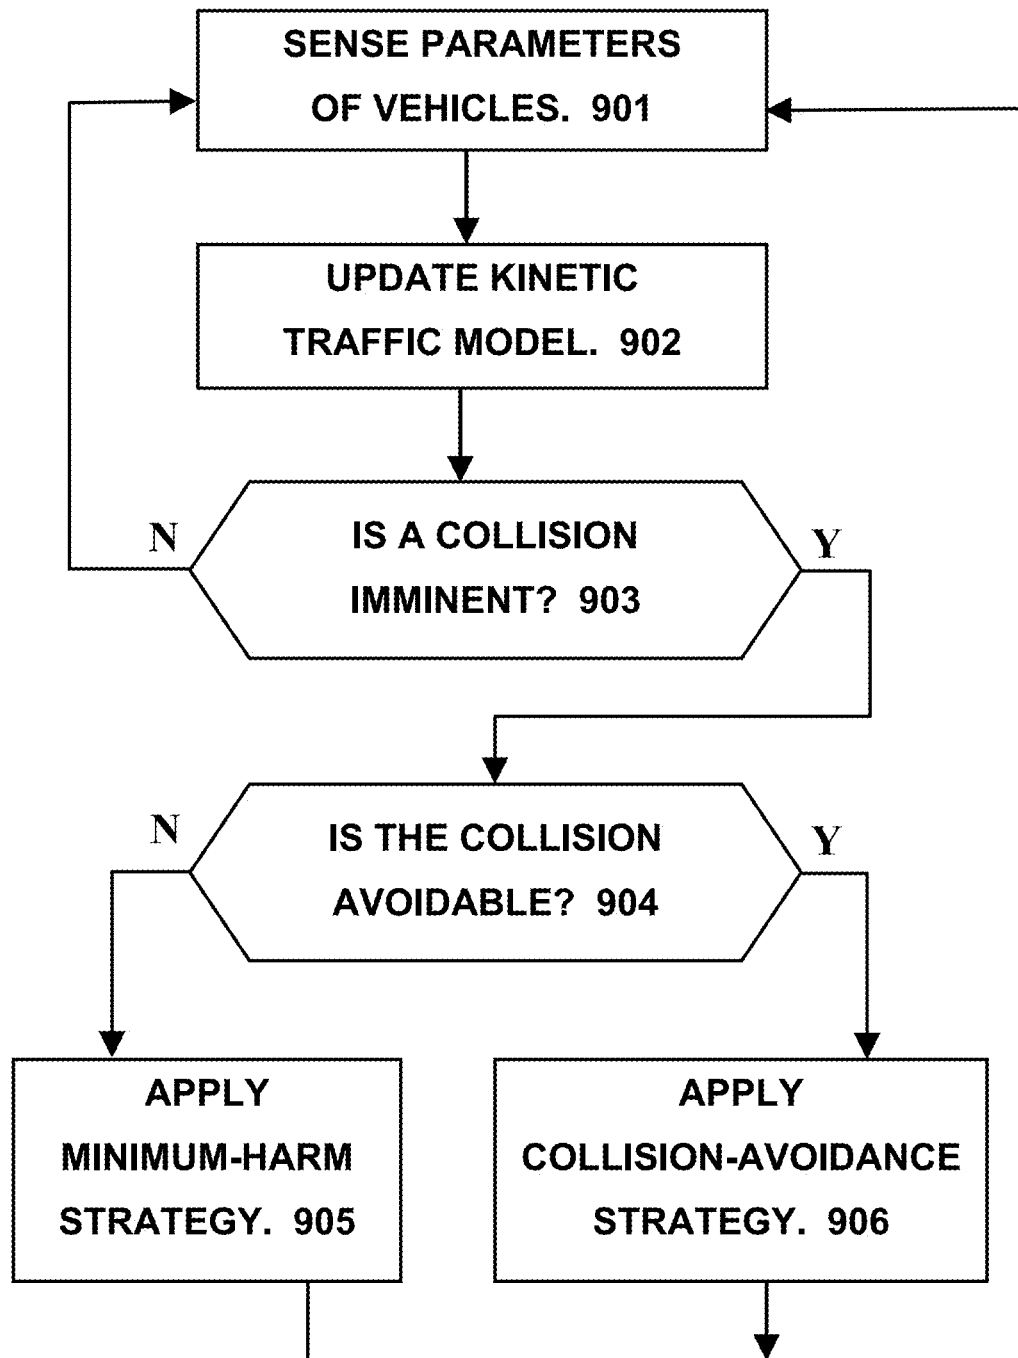 SENSE PARAMETERS
OF VEHICLES. 901
UPDATE KINETIC
TRAFFIC MODEL. 902
N
IS A COLLISION
IMMINENT? 903
Y
N
IS THE COLLISION
AVOIDABLE? 904
Y
APPLY
MINIMUM-HARM
STRATEGY. 905
APPLY
COLLISION-AVOIDANCE
STRATEGY. 906